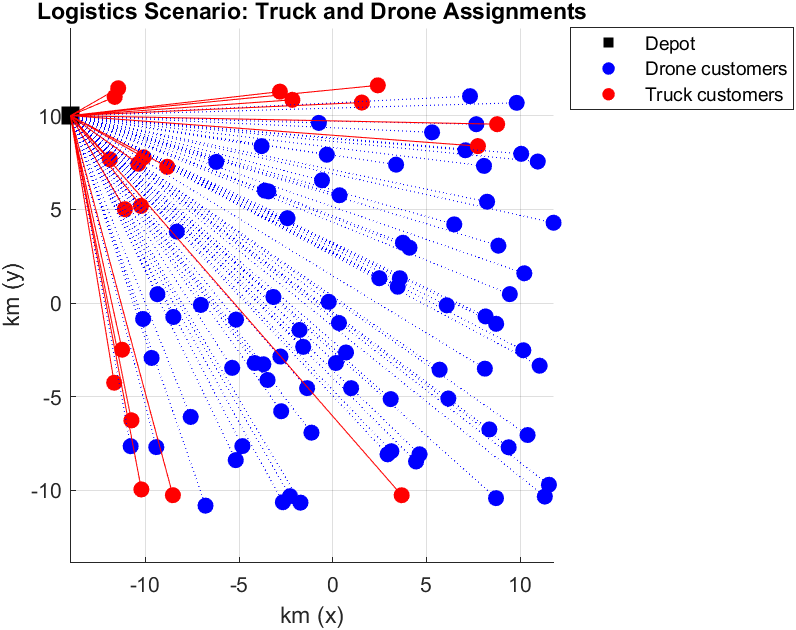 Logistics Scenario: Truck and Drone Assignments
Depot
Drone customers
Truck customers
10
5
0
-5
-10
km (y)
-10
-5
0
5
10
km (x)